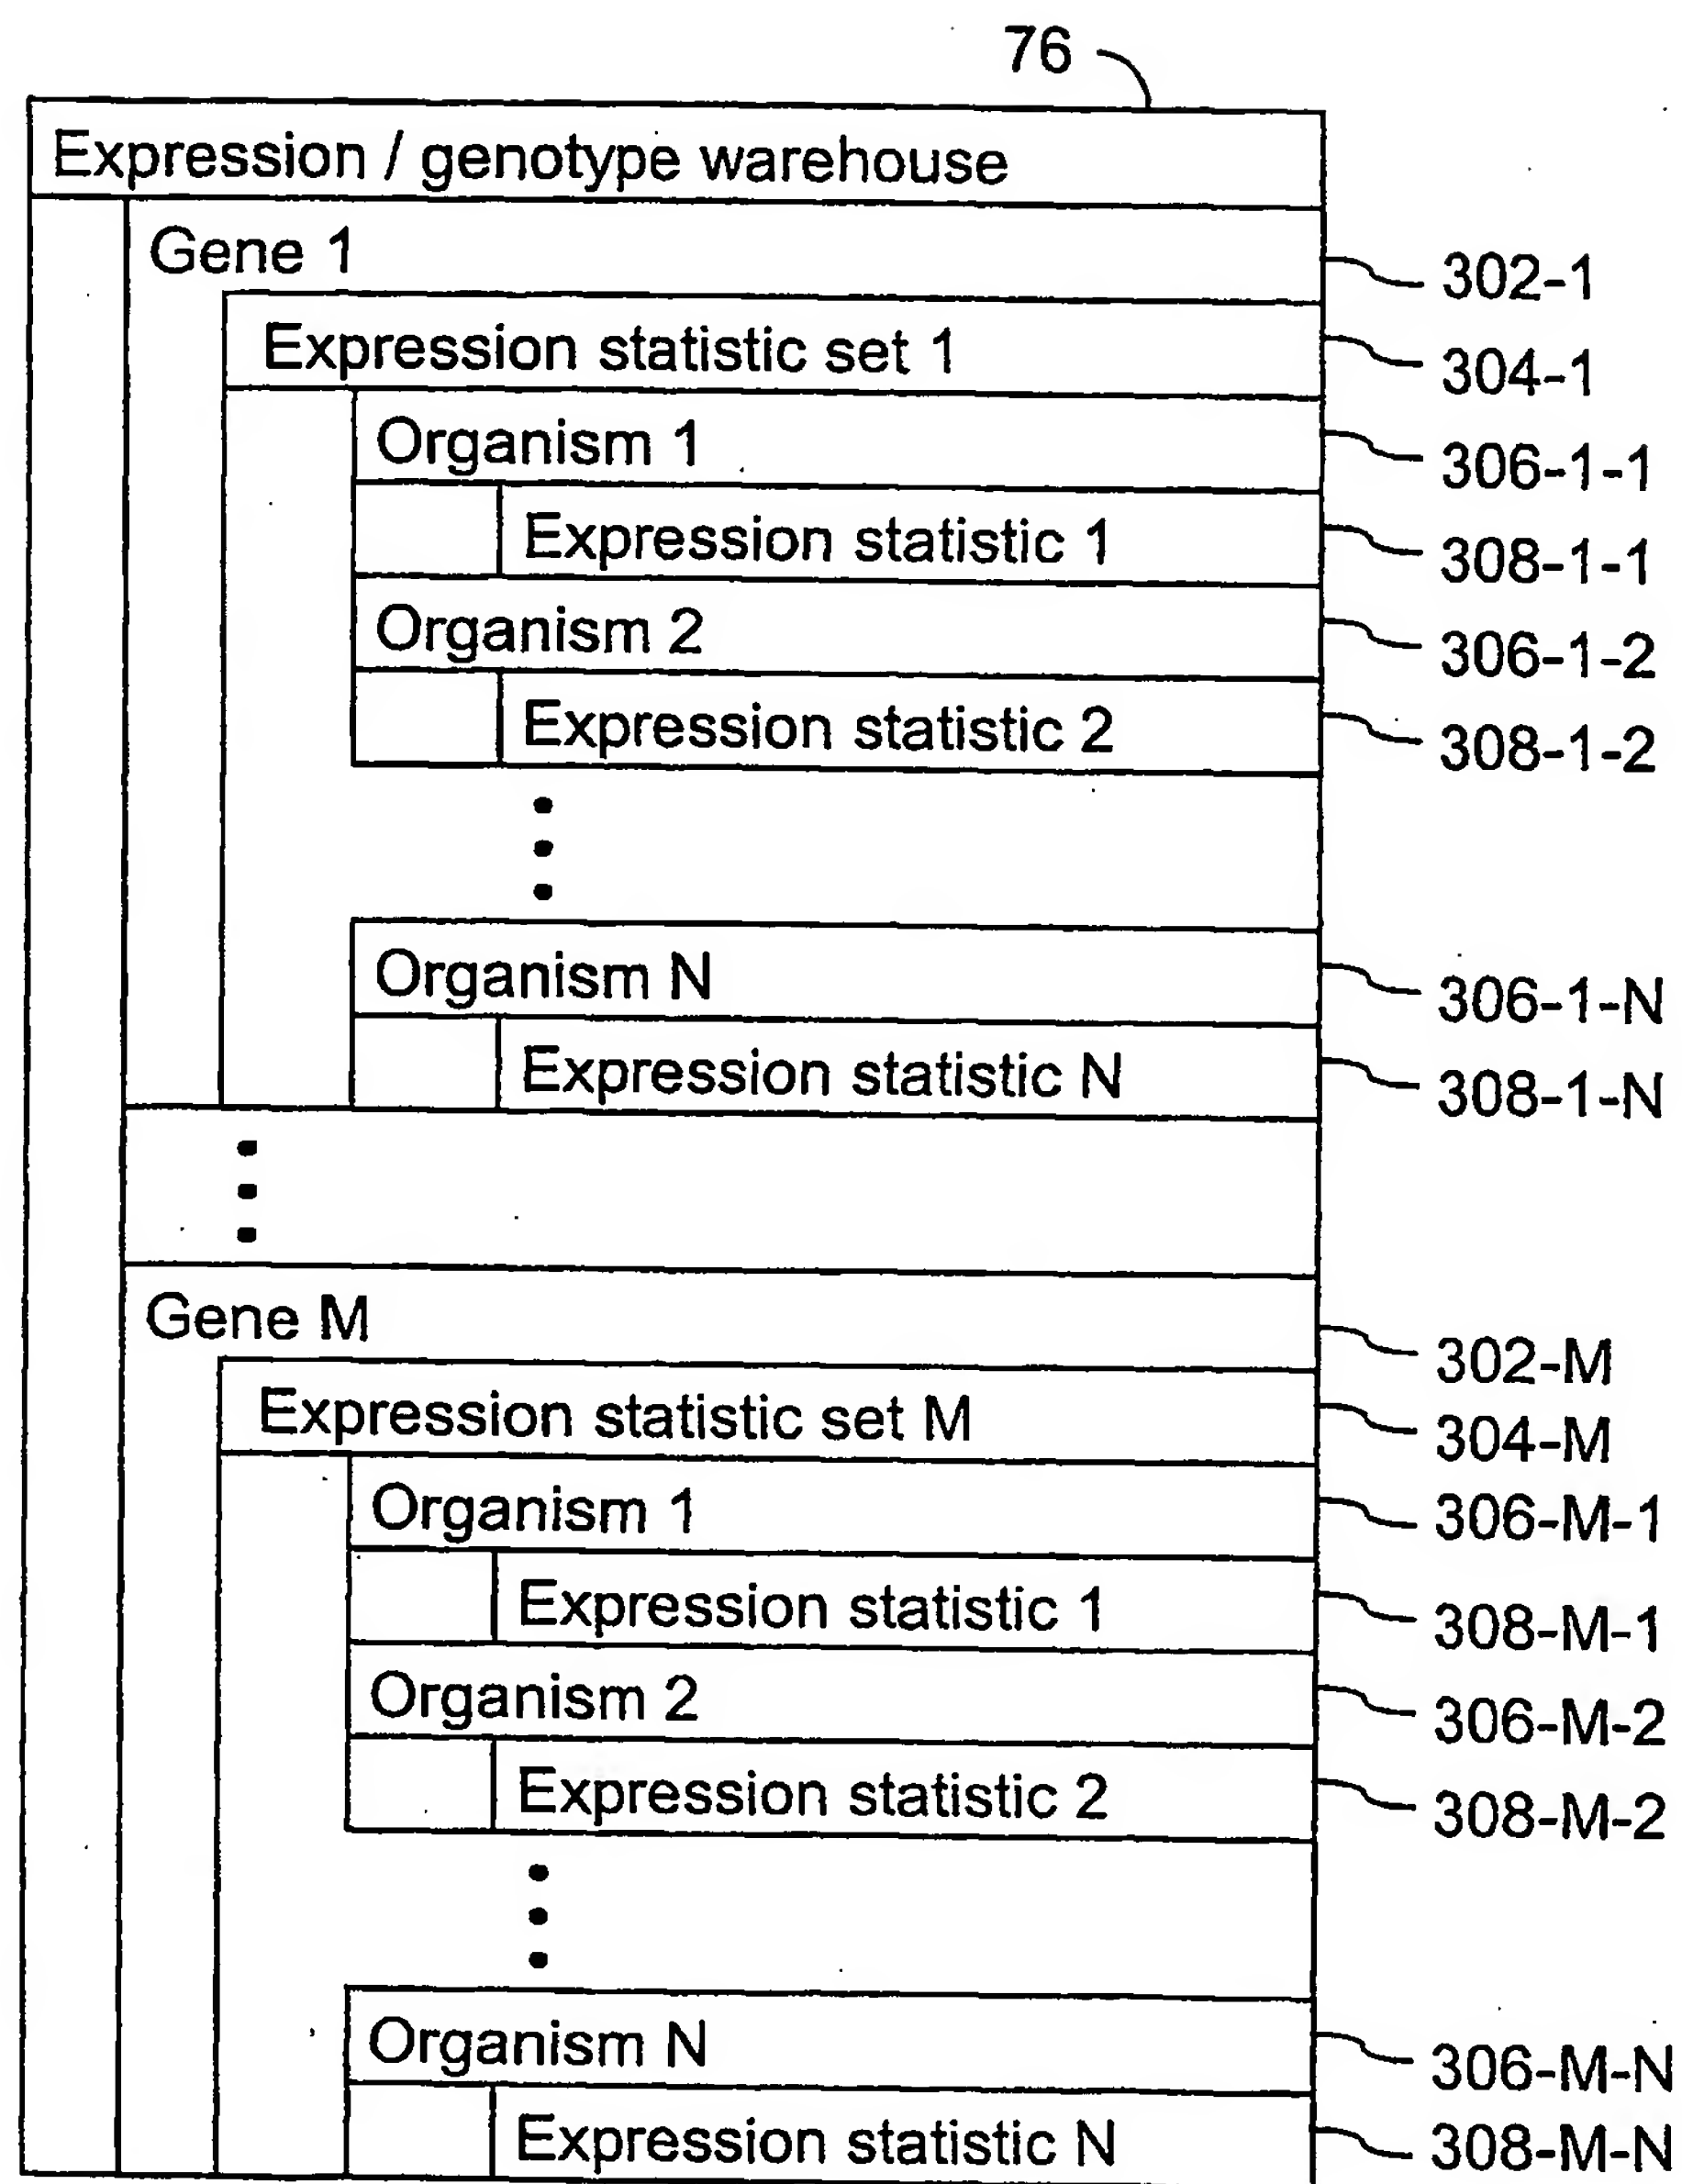 76
Expression / genotype warehouse
Gene 1
302-1
Expression statistic set 1
304-1
Organism 1
306-1-1
Expression statistic 1
308-1-1
Organism 2
306-1-2
Expression statistic 2
308-1-2
Organism N
306-1-N
Expression statistic N
308-1-N
Gene M
302-M
Expression statistic set M
304-M
Organism 1
306-M-1
Expression statistic 1
308-M-1
Organism 2
306-M-2
Expression statistic 2
308-M-2
Organism N
306-M-N
Expression statistic N
308-M-N